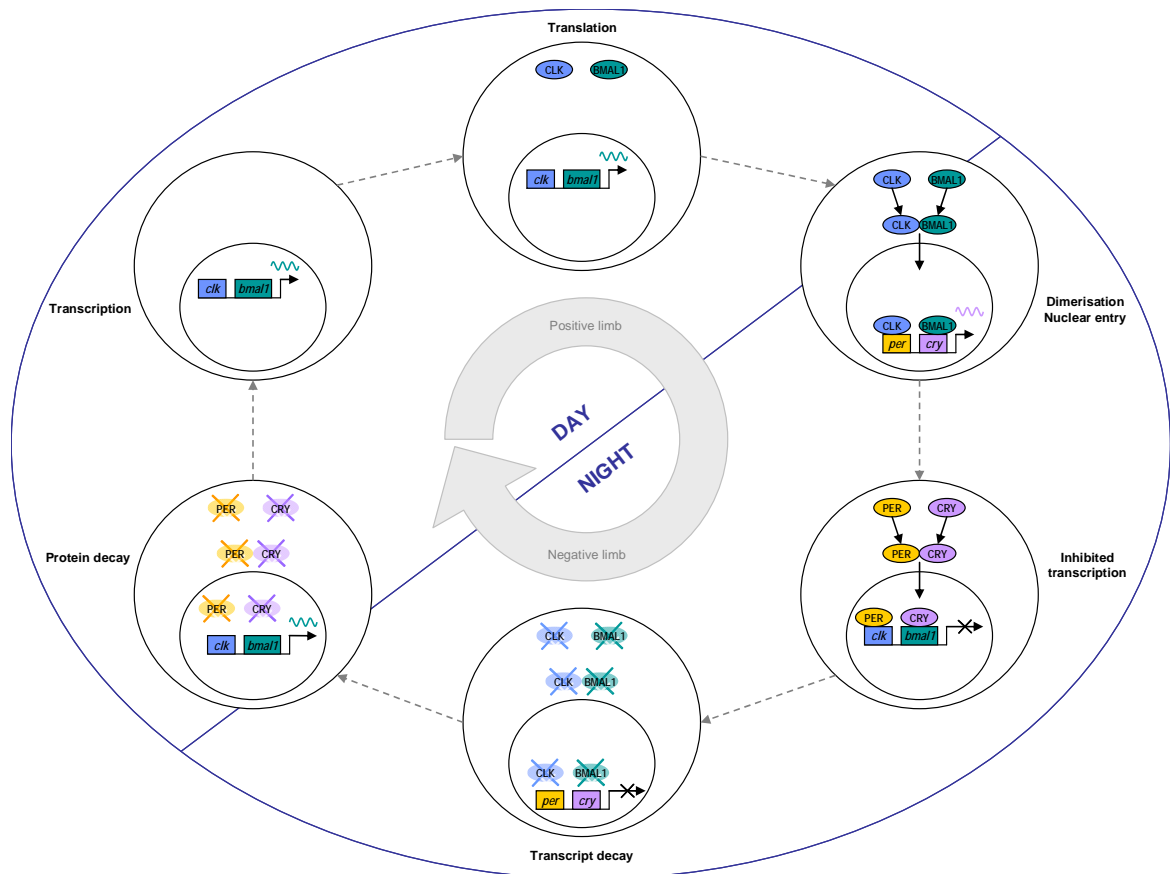 Translation
CLK BMAL1
clk bmal1
Transcription
clk bmal1
CLK BMAL1
CLK BMAL1
CLK BMAL1
per cry
Dimerisation
Nuclear entry
Positive limb
DAY
NIGHT
Negative limb
Protein decay
PER CRY
PER CRY
PER CRY
clk bmal1
PER CRY
PER CRY
PER CRY
clk bmal1
Inhibited
transcription
CLK BMAL1
CLK BMAL1
CLK BMAL1
per cry
Transcript decay